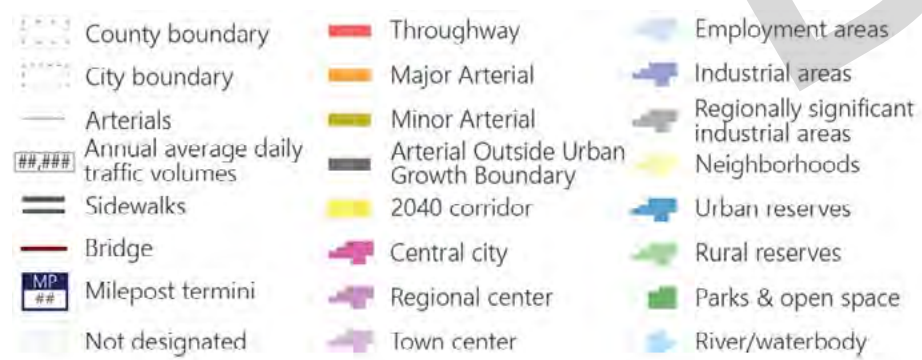 County boundary
City boundary
Arterials
##,###
Annual average daily
traffic volumes
Sidewalks
Bridge
MP
##
Milepost termini
Not designated
Throughway
Major Arterial
Minor Arterial
Arterial Outside Urban
Growth Boundary
2040 corridor
Central city
Regional center
Town center
Employment areas
Industrial areas
Regionally significant
industrial areas
Neighborhoods
Urban reserves
Rural reserves
Parks & open space
River/waterbody